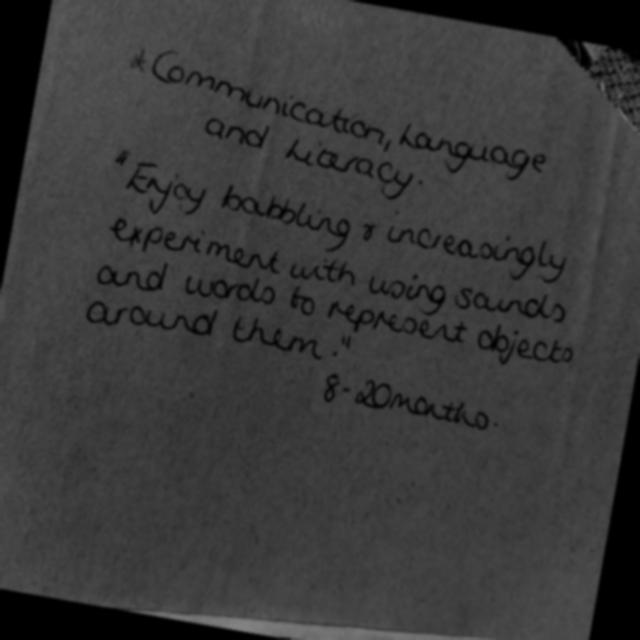 *Communication, Language
and Literacy.
"Enjoy babbling & increasingly
experiment with using sounds
and words to represent objects
around them."
8-20months.